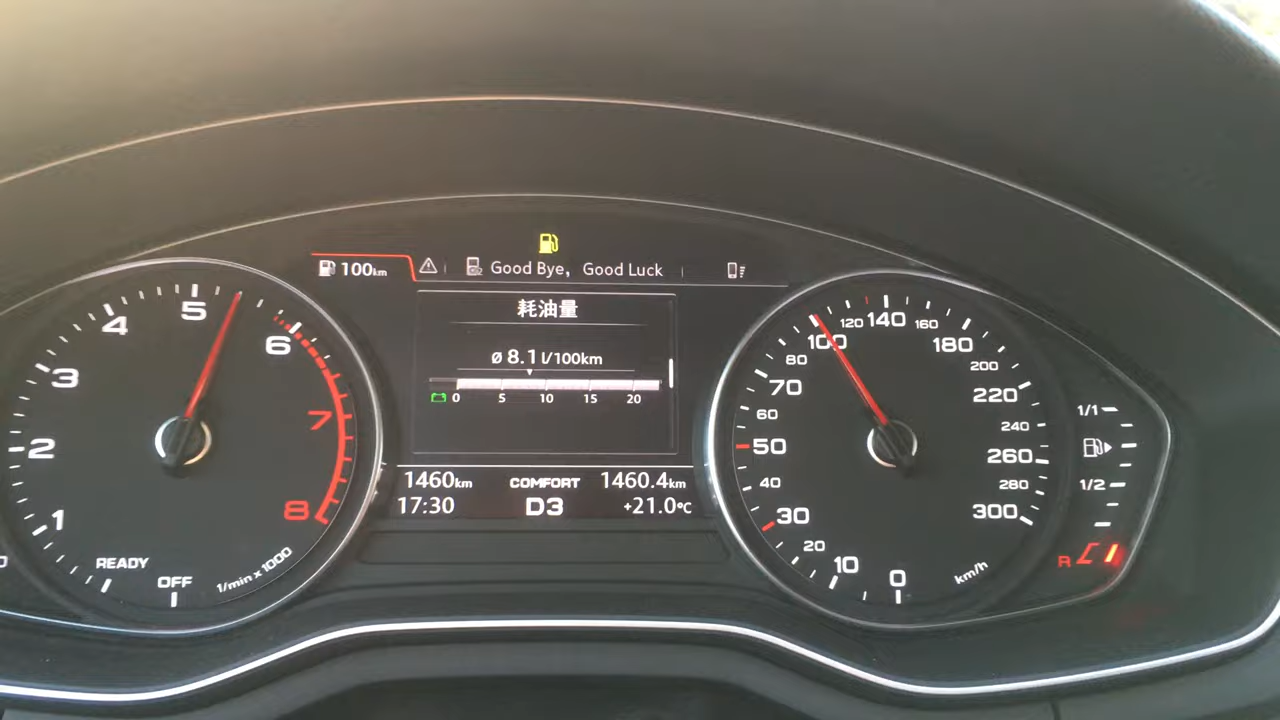 100km
Good Bye, Good Luck
耗油量
ø 8.1 l/100km
0 5 10 15 20
1460km COMFORT 1460.4km
17:30 D3 +21.0°C
1 2 3 4 5 6 7 8
READY
OFF
1/min x 1000
0 10 20 30 40 50 60 70 80 100 120 140 160 180 200 220 240 260 280 300
km/h
1/1
1/2
R